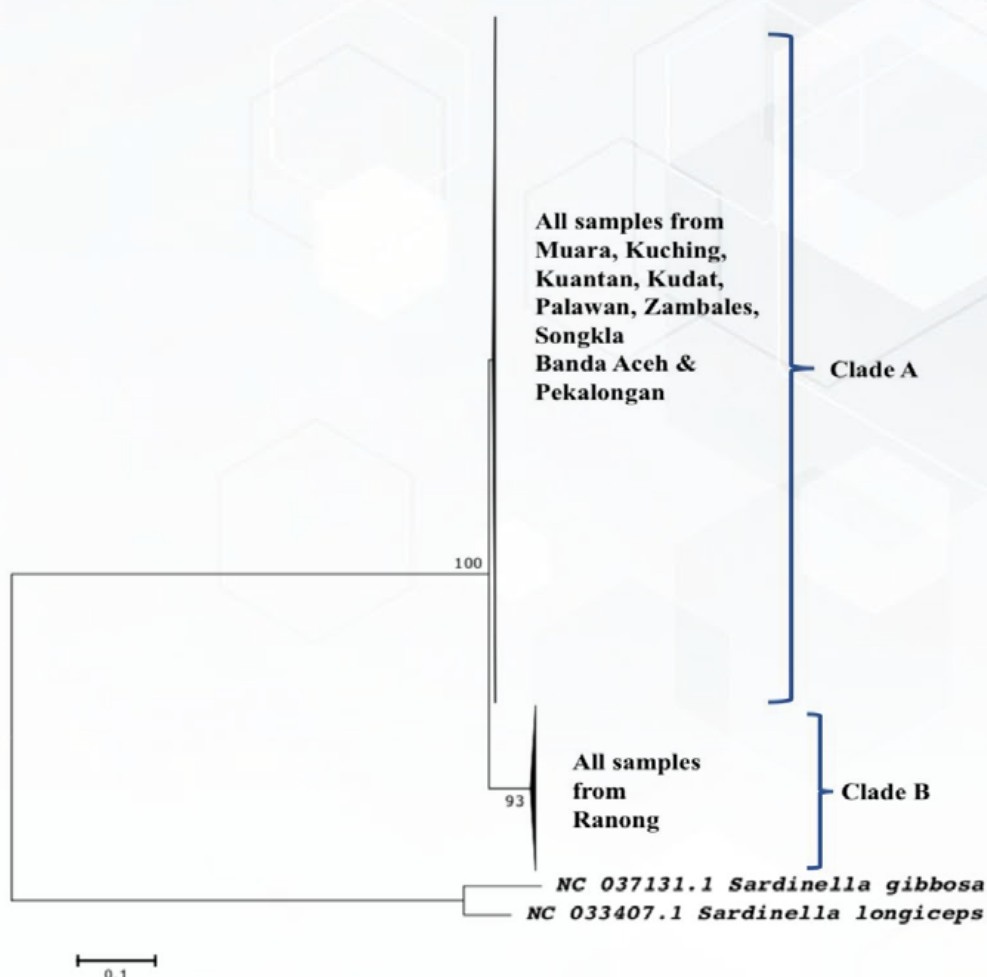 All samples from
Muara, Kuching,
Kuantan, Kudat,
Palawan, Zambales,
Songkla
Banda Aceh &
Pekalongan
Clade A
100
All samples
from
Ranong
Clade B
93
NC 037131.1 Sardinella gibbosa
NC 033407.1 Sardinella longiceps
0.1